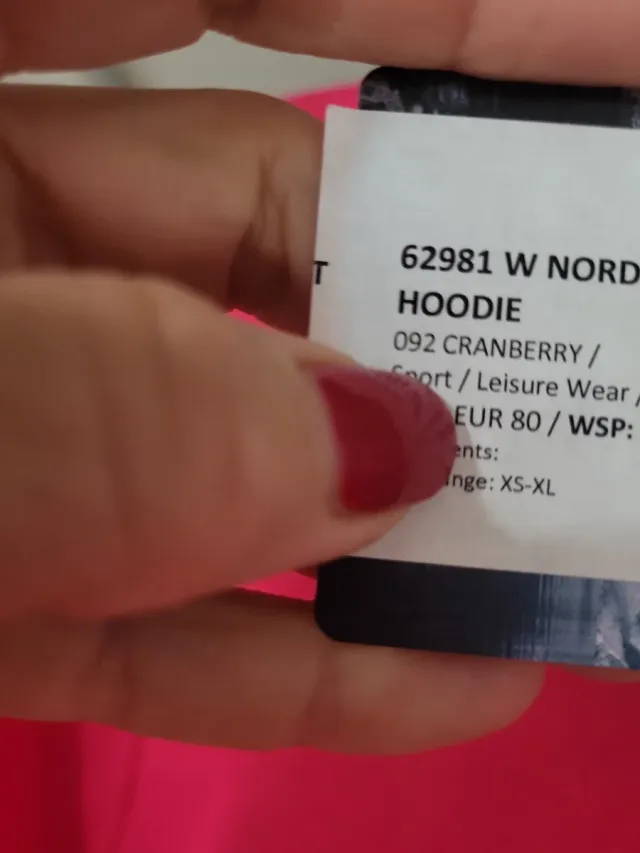 T
62981 W NORD
HOODIE
092 CRANBERRY /
Sport / Leisure Wear /
EUR 80 / WSP:
ents:
nge: XS-XL